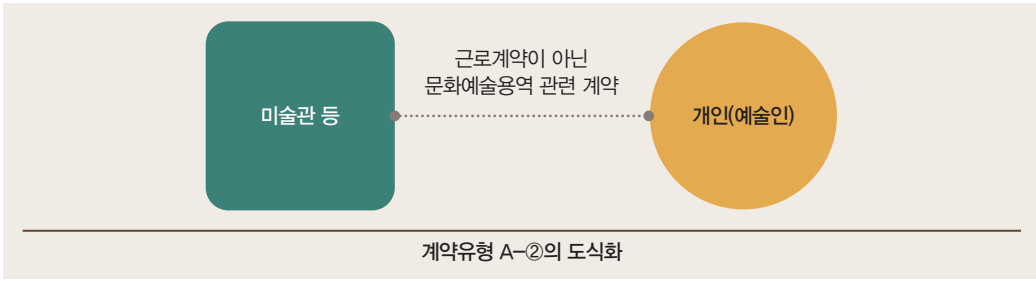 근로계약이 아닌
문화예술용역 관련 계약
미술관 등
개인(예술인)
계약유형 A-②의 도식화